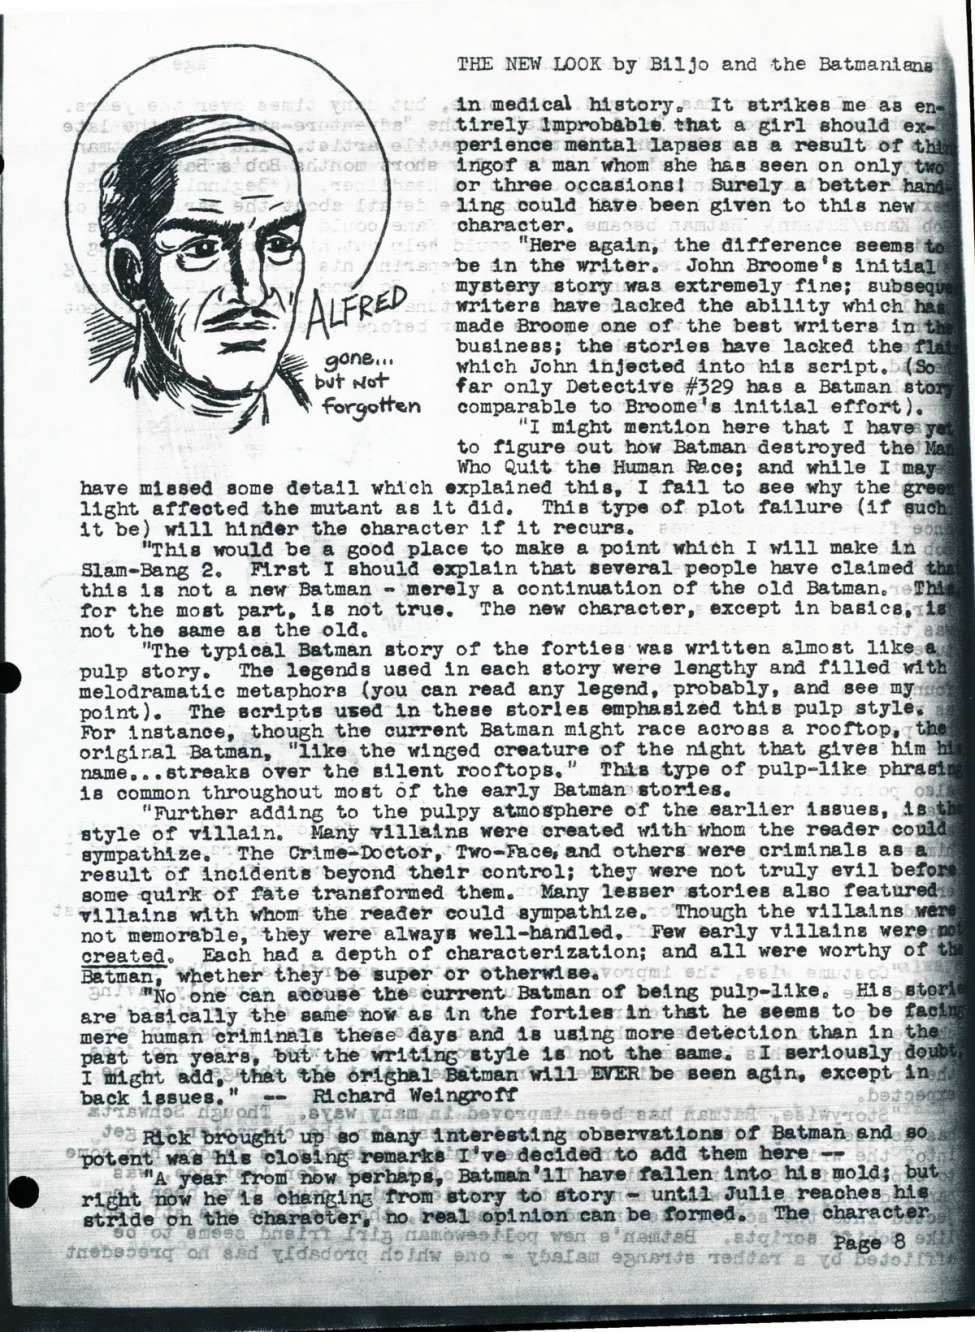 THE NEW LOOK by Biljo and the Batmanians
in medical history. It strikes me as en-
tirely improbable that a girl should ex-
perience mental lapses as a result of thin
ingof a man whom she has seen on only two
or three occasions! Surely a better hand-
ling could have been given to this new
character.
"Here again, the difference seems to
be in the writer. John Broome's initial
mystery story was extremely fine; subseque
writers have lacked the ability which has
made Broome one of the best writers in the
business; the stories have lacked the flair
which John injected into his script. (So
far only Detective #329 has a Batman story
comparable to Broome's initial effort).
"I might mention here that I have yet
to figure out how Batman destroyed the Man
Who Quit the Human Race; and while I may
ALFRED
gone...
but Not
forgotten
have missed some detail which explained this, I fail to see why the green
light affected the mutant as it did. This type of plot failure (if such
it be) will hinder the character if it recurs.
"This would be a good place to make a point which I will make in
Slam-Bang 2. First I should explain that several people have claimed that
this is not a new Batman - merely a continuation of the old Batman. This,
for the most part, is not true. The new character, except in basics, is
not the same as the old.
"The typical Batman story of the forties was written almost like a
pulp story. The legends used in each story were lengthy and filled with
melodramatic metaphors (you can read any legend, probably, and see my
point). The scripts used in these stories emphasized this pulp style.
For instance, though the current Batman might race across a rooftop, the
original Batman, "like the winged creature of the night that gives him his
name...streaks over the silent rooftops." This type of pulp-like phrasing
is common throughout most of the early Batman stories.
"Further adding to the pulpy atmosphere of the earlier issues, is the
style of villain. Many villains were created with whom the reader could
sympathize. The Crime-Doctor, Two-Face, and others were criminals as a
result of incidents beyond their control; they were not truly evil before
some quirk of fate transformed them. Many lesser stories also featured
villains with whom the reader could sympathize. Though the villains were
not memorable, they were always well-handled. Few early villains were not
created. Each had a depth of characterization; and all were worthy of the
Batman, whether they be super or otherwise.
"No one can accuse the current Batman of being pulp-like. His storie
are basically the same now as in the forties in that he seems to be facing
mere human criminals these days and is using more detection than in the
past ten years, but the writing style is not the same. I seriously doubt,
I might add, that the orighal Batman will EVER be seen agin, except in
back issues." -- Richard Weingroff
Rick brought up so many interesting observations of Batman and so
potent was his closing remarks I've decided to add them here --
"A year from now perhaps, Batman'll have fallen into his mold; but
right now he is changing from story to story - until Julie reaches his
stride on the character, no real opinion can be formed. The character
Page 8